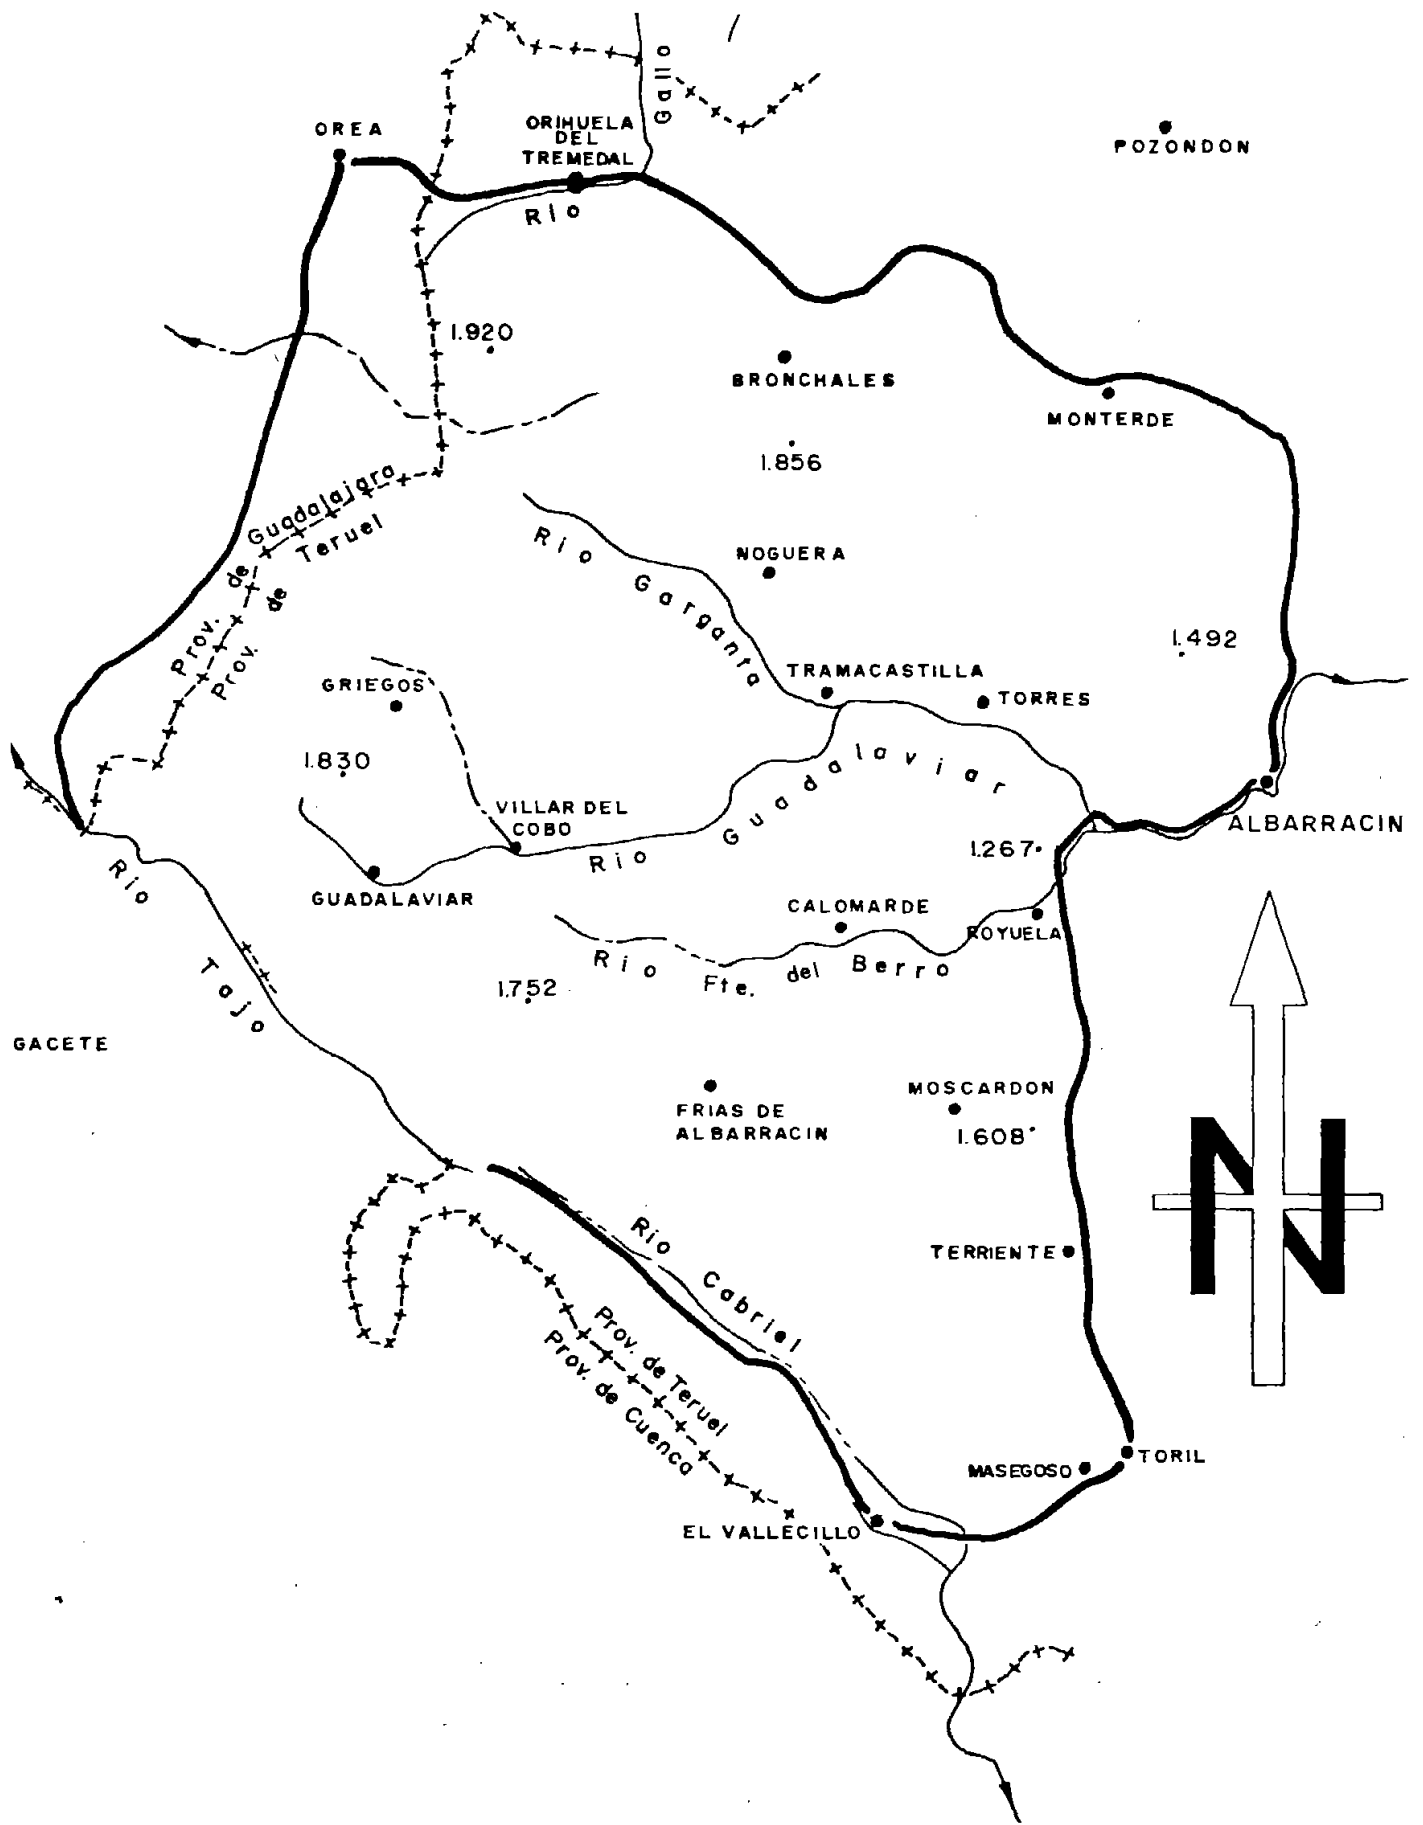 Gallo
OREA
ORIHUELA
DEL
TREMEDAL
POZONDON
RIo
1.920
BRONCHALES
MONTERDE
1.856
Prov. de Guadalajara
Prov. de Teruel
Rio Garganta
NOGUERA
1.492
TRAMACASTILLA
TORRES
GRIEGOS
1.830
VILLAR DEL
COBO
Rio Guadalaviar
ALBARRACIN
1.267
GUADALAVIAR
CALOMARDE
ROYUELA
Rio Fte. del Berro
Rio Tajo
1.752
GACETE
FRIAS DE
ALBARRACIN
MOSCARDON
1.608
N
TERRIENTE
Rio Cabriel
Prov. de Teruel
Prov. de Cuenca
MASEGOSO
TORIL
EL VALLECILLO